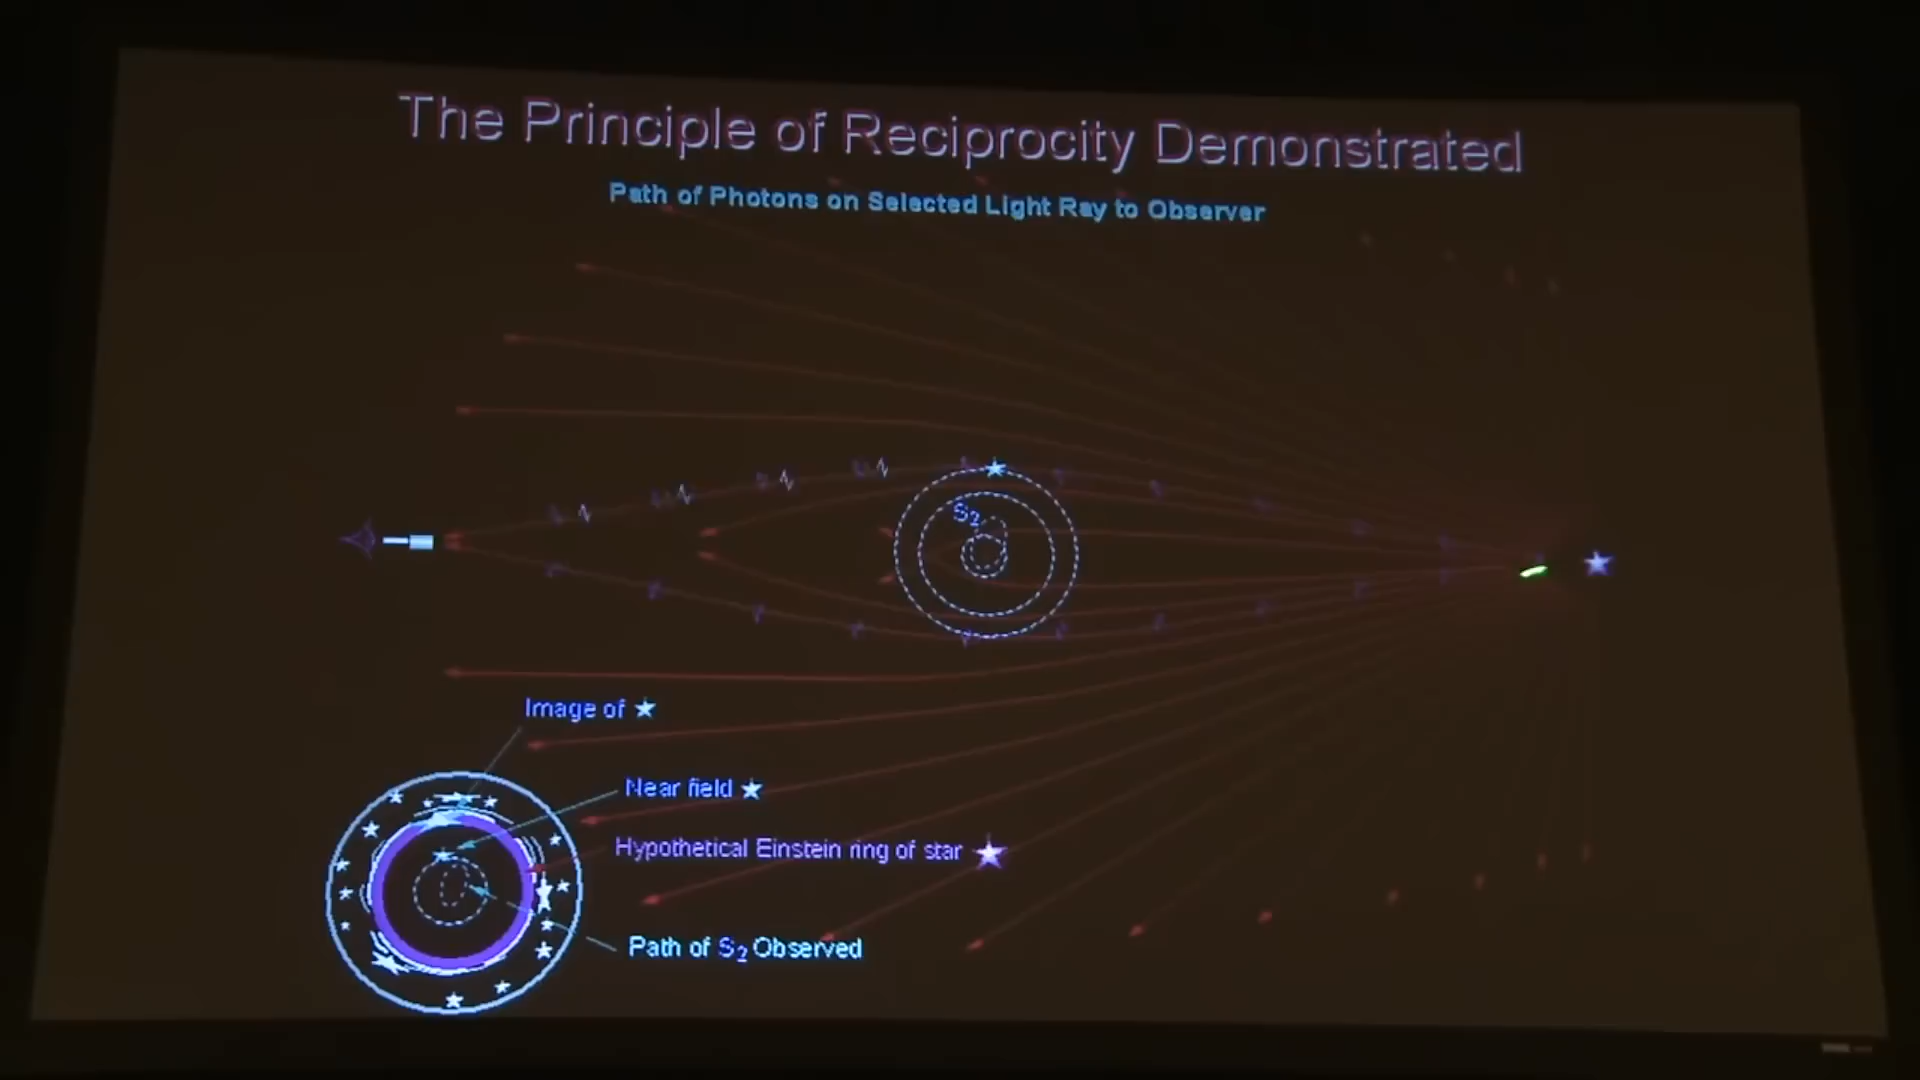 The Principle of Reciprocity Demonstrated
Path of Photons on Selected Light Ray to Observer
S2
Image of
Near field
Hypothetical Einstein ring of star
Path of S2 Observed